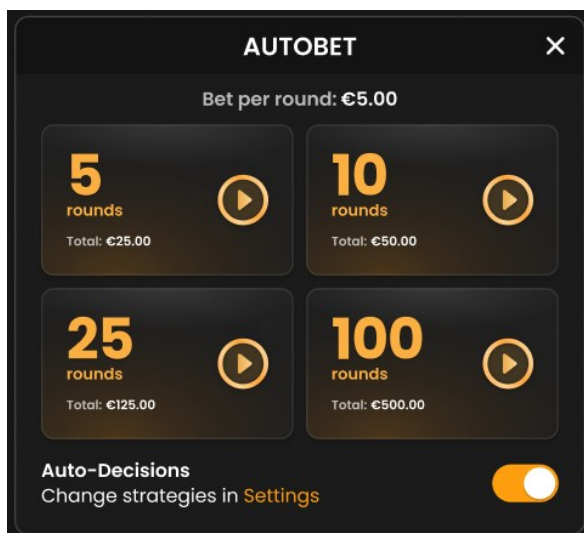 AUTOBET
Bet per round: €5.00
5
rounds
Total: €25.00
10
rounds
Total: €50.00
25
rounds
Total: €125.00
100
rounds
Total: €500.00
Auto-Decisions
Change strategies in Settings